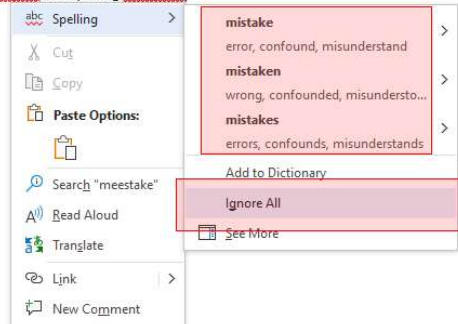 abc Spelling
Cut
Copy
Paste Options:
Search "meestake"
A Read Aloud
Translate
Link
New Comment
mistake
error, confound, misunderstand
mistaken
wrong, confounded, misundersto...
mistakes
errors, confounds, misunderstands
Add to Dictionary
Ignore All
See More